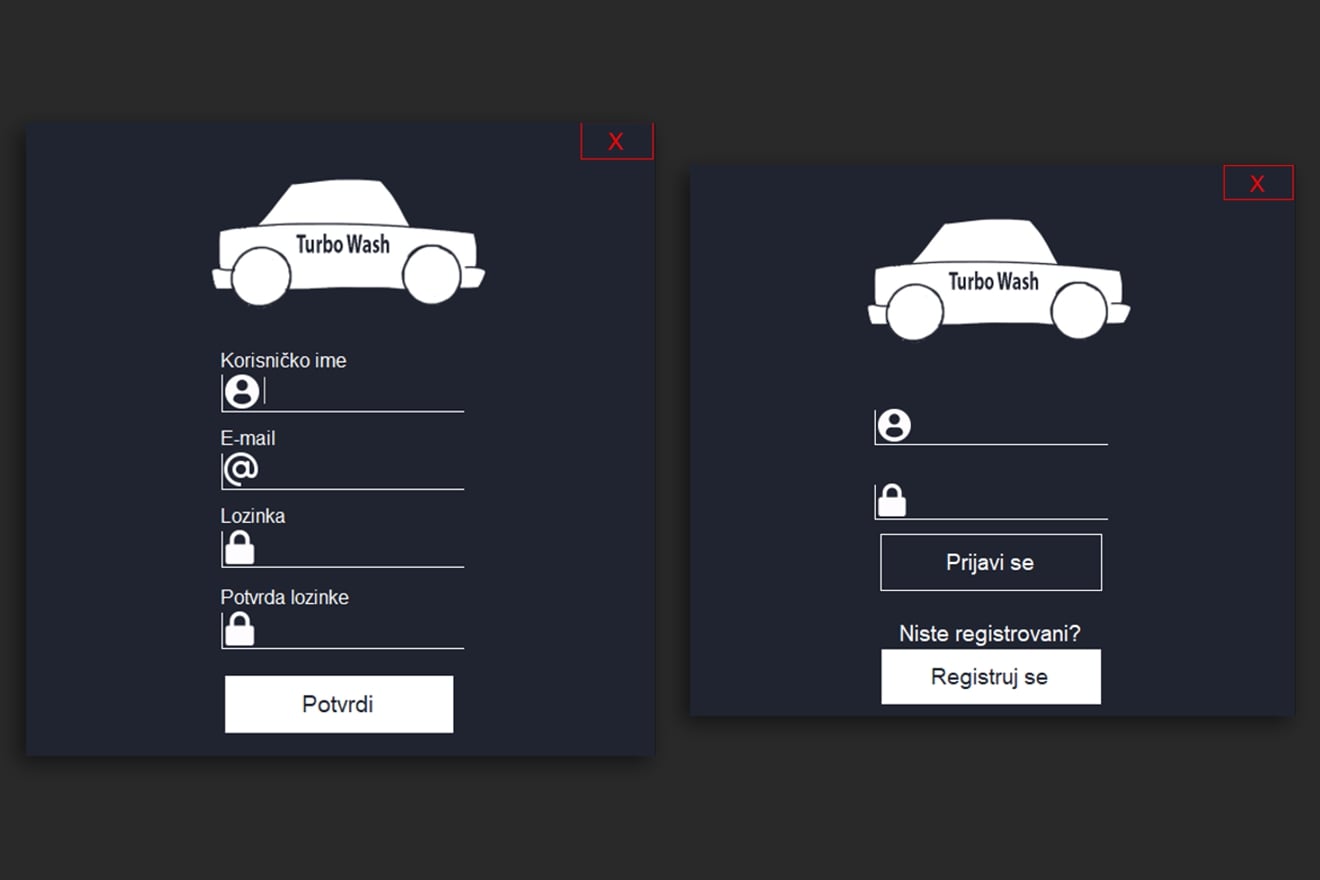 X
Turbo Wash
Korisničko ime
E-mail
@
Lozinka
Potvrda lozinke
Potvrdi
X
Turbo Wash
Prijavi se
Niste registrovani?
Registruj se